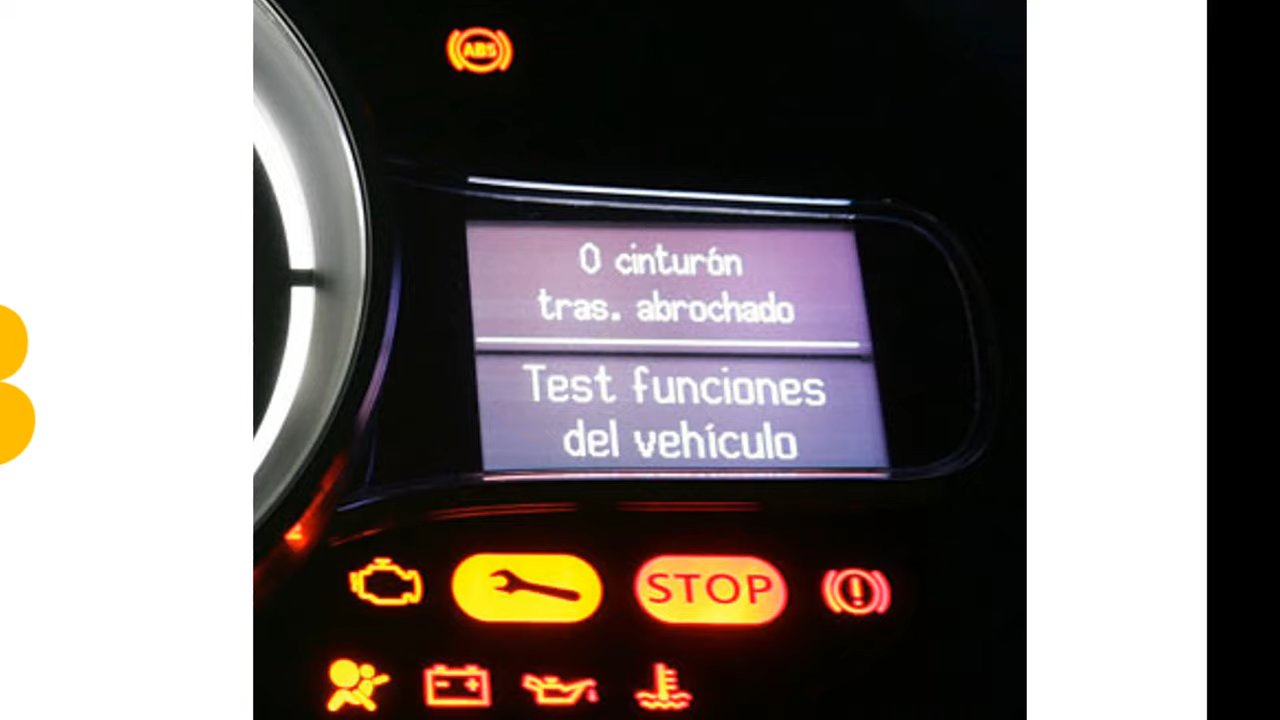 ABS
0 cinturón
tras. abrochado
Test funciones
del vehículo
STOP